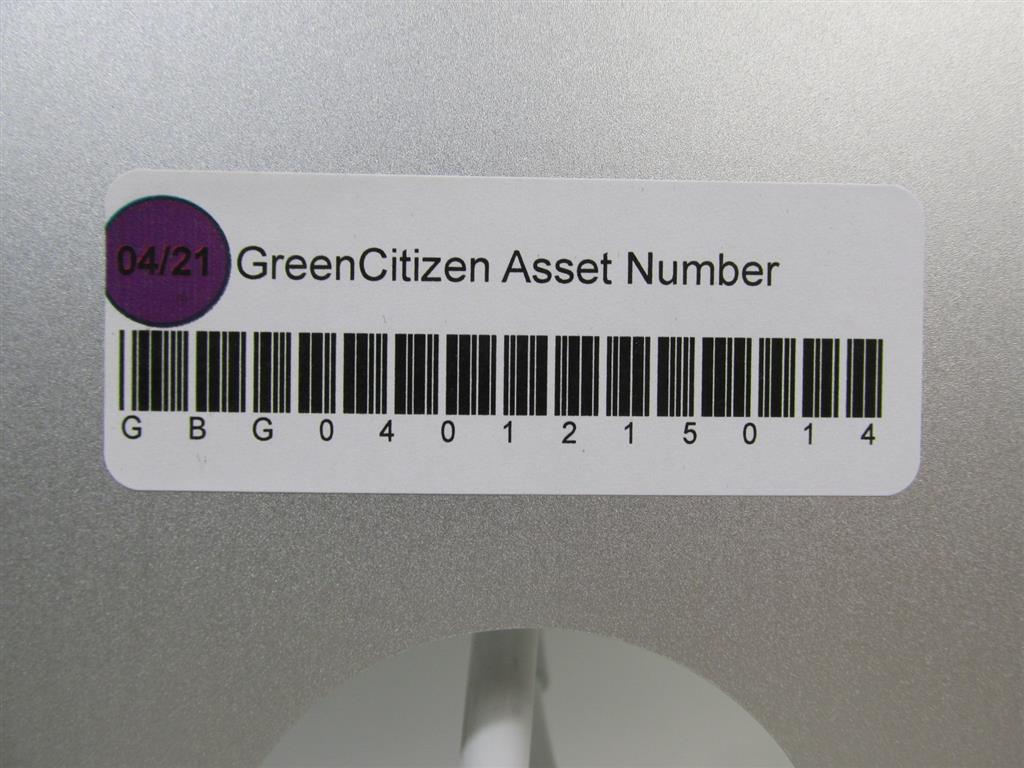 04/21 GreenCitizen Asset Number
G B G 0 4 0 1 2 1 5 0 1 4